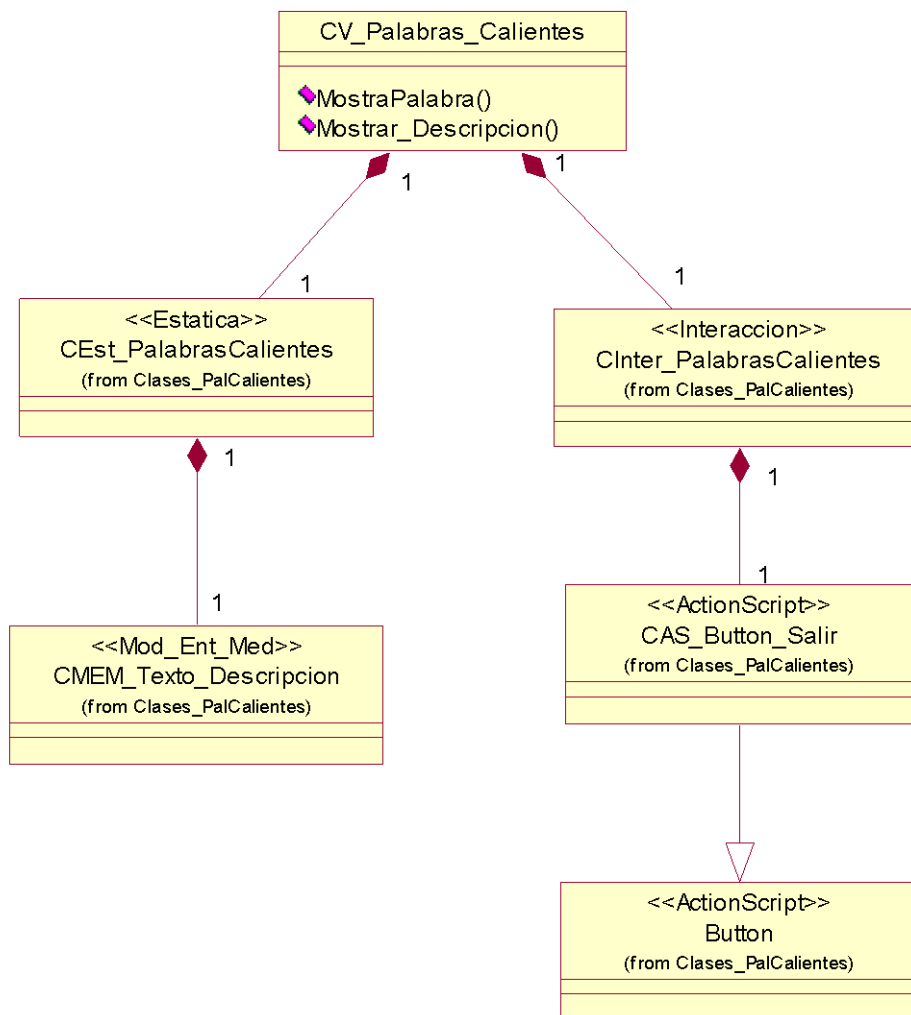 CV_Palabras_Calientes
MostraPalabra()
Mostrar_Descripcion()
1
1
1
1
<<Estatica>>
CEst_PalabrasCalientes
(from Clases_PalCalientes)
<<Interaccion>>
CInter_PalabrasCalientes
(from Clases_PalCalientes)
1
1
1
1
<<Mod_Ent_Med>>
CMEM_Texto_Descripcion
(from Clases_PalCalientes)
<<ActionScript>>
CAS_Button_Salir
(from Clases_PalCalientes)
<<ActionScript>>
Button
(from Clases_PalCalientes)